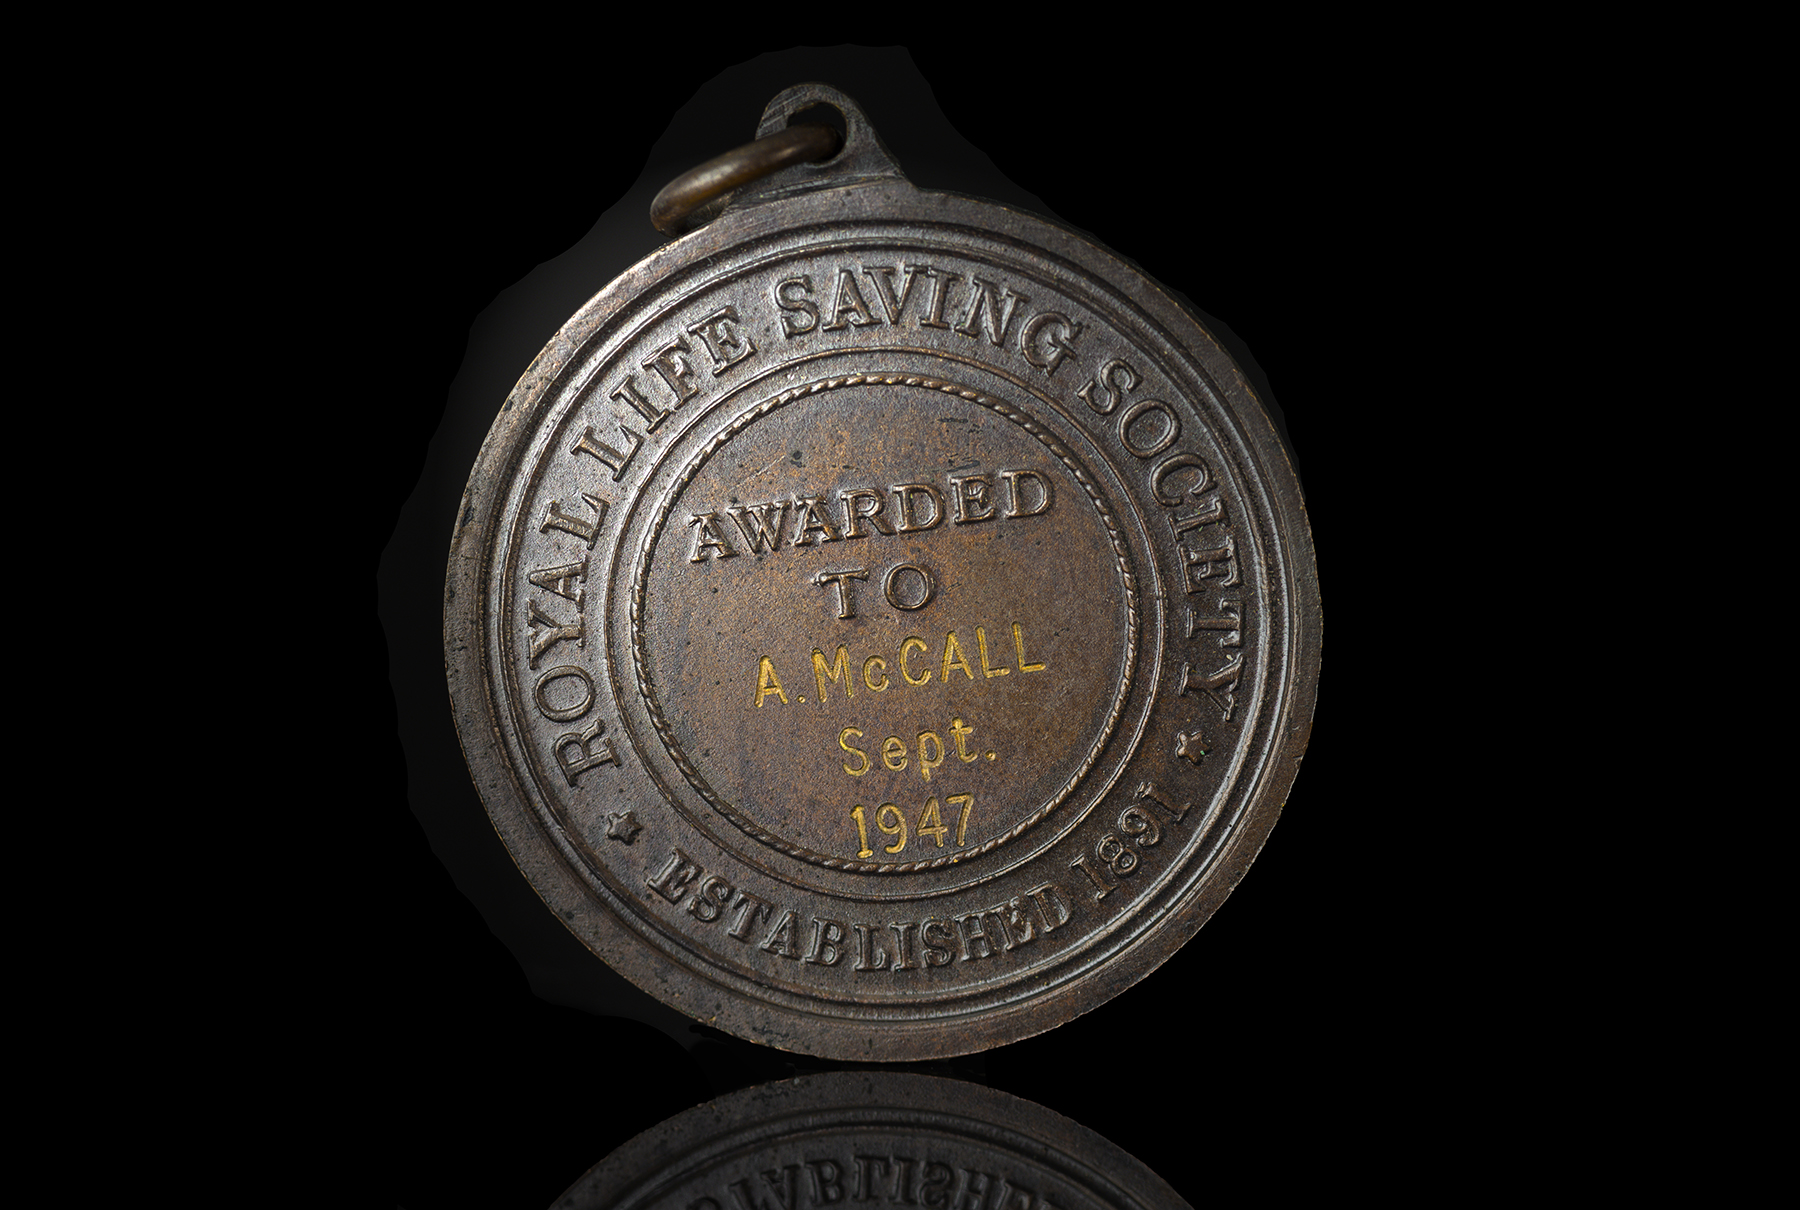 ROYAL LIFE SAVING SOCIETY
AWARDED
TO
A. McCALL
Sept.
1947
ESTABLISHED 1891